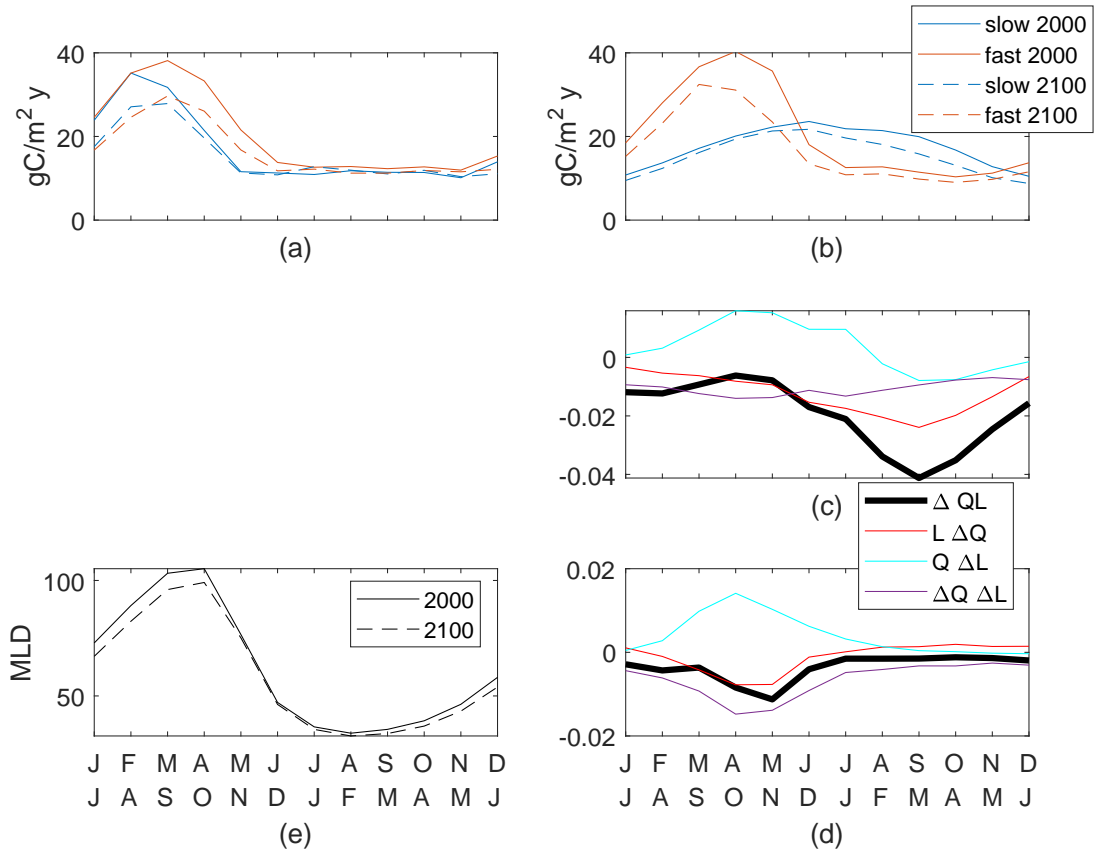 40
20
0
gC/m² y
(a)
40
20
0
gC/m² y
(b)
slow 2000
fast 2000
slow 2100
fast 2100
0
-0.02
-0.04
(c)
Δ QL
L ΔQ
Q ΔL
ΔQ ΔL
100
50
MLD
2000
2100
J F M A M J J A S O N D
J A S O N D J F M A M J
(e)
0.02
0
-0.02
J F M A M J J A S O N D
J A S O N D J F M A M J
(d)